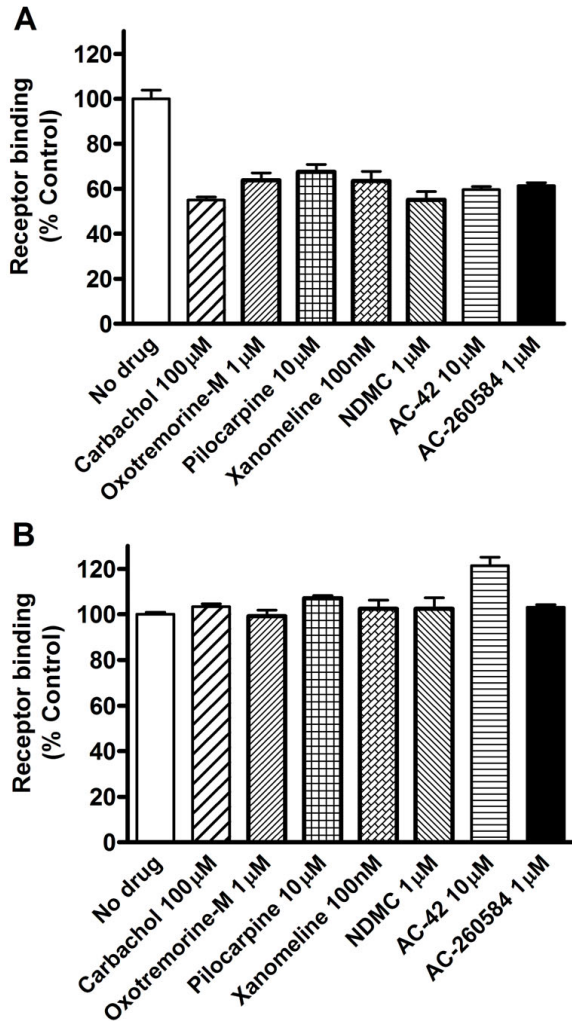 A
Receptor binding
(% Control)
120
100
80
60
40
20
0
No drug
Carbachol 100μM
Oxotremorine-M 1μM
Pilocarpine 10μM
Xanomeline 100nM
NDMC 1μM
AC-42 10μM
AC-260584 1μM
B
Receptor binding
(% Control)
120
100
80
60
40
20
0
No drug
Carbachol 100μM
Oxotremorine-M 1μM
Pilocarpine 10μM
Xanomeline 100nM
NDMC 1μM
AC-42 10μM
AC-260584 1μM